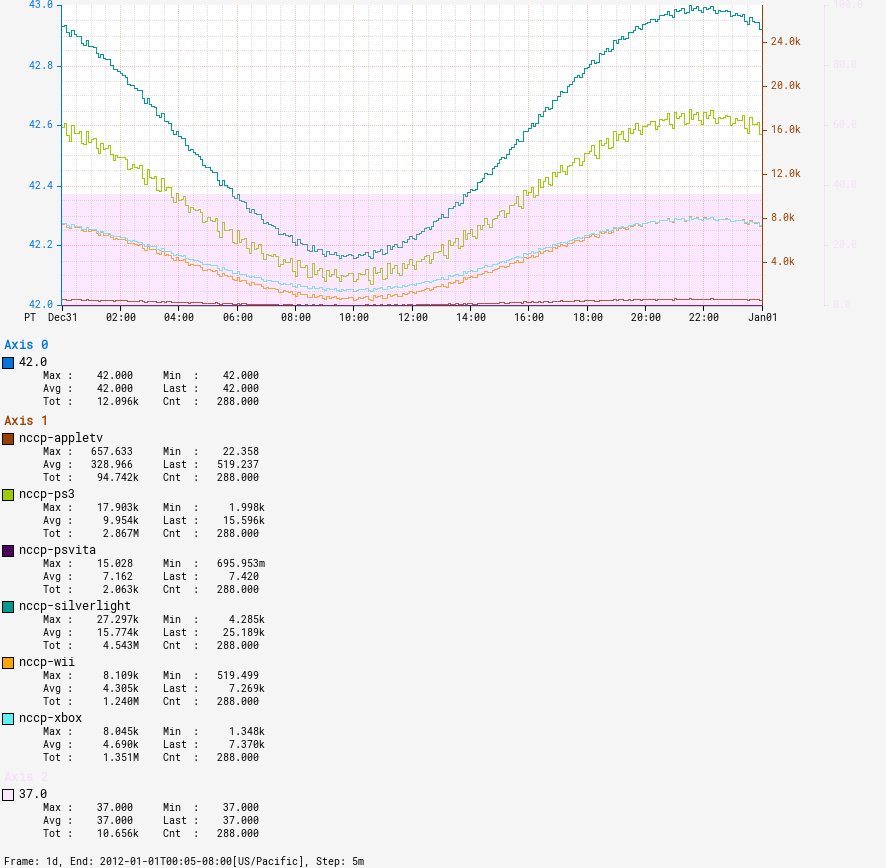 43.0
42.8
42.6
42.4
42.2
42.0
24.0k
20.0k
16.0k
12.0k
8.0k
4.0k
100.0
80.0
60.0
40.0
20.0
0.0
PT Dec31 02:00 04:00 06:00 08:00 10:00 12:00 14:00 16:00 18:00 20:00 22:00 Jan01
Axis 0
42.0
Max : 42.000 Min : 42.000
Avg : 42.000 Last : 42.000
Tot : 12.096k Cnt : 288.000
Axis 1
nccp-appletv
Max : 657.633 Min : 22.358
Avg : 328.966 Last : 519.237
Tot : 94.742k Cnt : 288.000
nccp-ps3
Max : 17.903k Min : 1.998k
Avg : 9.954k Last : 15.596k
Tot : 2.867M Cnt : 288.000
nccp-psvita
Max : 15.028 Min : 695.953m
Avg : 7.162 Last : 7.420
Tot : 2.063k Cnt : 288.000
nccp-silverlight
Max : 27.297k Min : 4.285k
Avg : 15.774k Last : 25.189k
Tot : 4.543M Cnt : 288.000
nccp-wii
Max : 8.109k Min : 519.499
Avg : 4.305k Last : 7.269k
Tot : 1.240M Cnt : 288.000
nccp-xbox
Max : 8.045k Min : 1.348k
Avg : 4.690k Last : 7.370k
Tot : 1.351M Cnt : 288.000
Axis 2
37.0
Max : 37.000 Min : 37.000
Avg : 37.000 Last : 37.000
Tot : 10.656k Cnt : 288.000
Frame: 1d, End: 2012-01-01T00:05-08:00[US/Pacific], Step: 5m